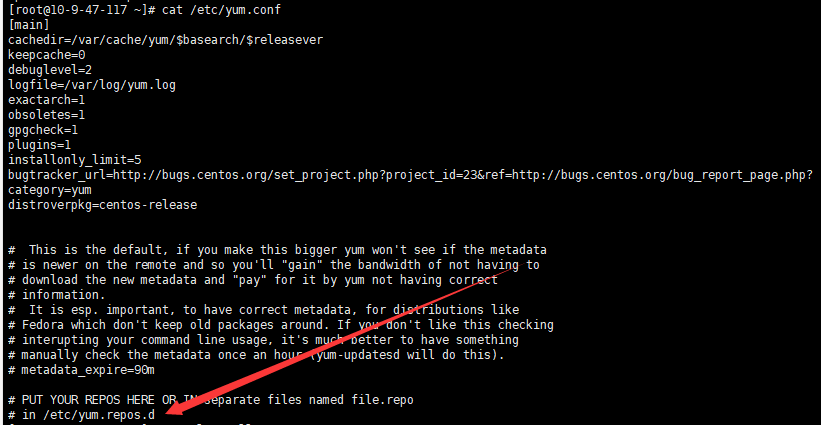 [root@10-9-47-117 ~]# cat /etc/yum.conf
[main]
cachedir=/var/cache/yum/$basearch/$releasever
keepcache=0
debuglevel=2
logfile=/var/log/yum.log
exactarch=1
obsoletes=1
gpgcheck=1
plugins=1
installonly_limit=5
bugtracker_url=http://bugs.centos.org/set_project.php?project_id=23&ref=http://bugs.centos.org/bug_report_page.php?
category=yum
distroverpkg=centos-release
#  This is the default, if you make this bigger yum won't see if the metadata
# is newer on the remote and so you'll "gain" the bandwidth of not having to
# download the new metadata and "pay" for it by yum not having correct
# information.
#  It is esp. important, to have correct metadata, for distributions like
# Fedora which don't keep old packages around. If you don't like this checking
# interupting your command line usage, it's much better to have something
# manually check the metadata once an hour (yum-updatesd will do this).
# metadata_expire=90m
# PUT YOUR REPOS HERE OR IN separate files named file.repo
# in /etc/yum.repos.d